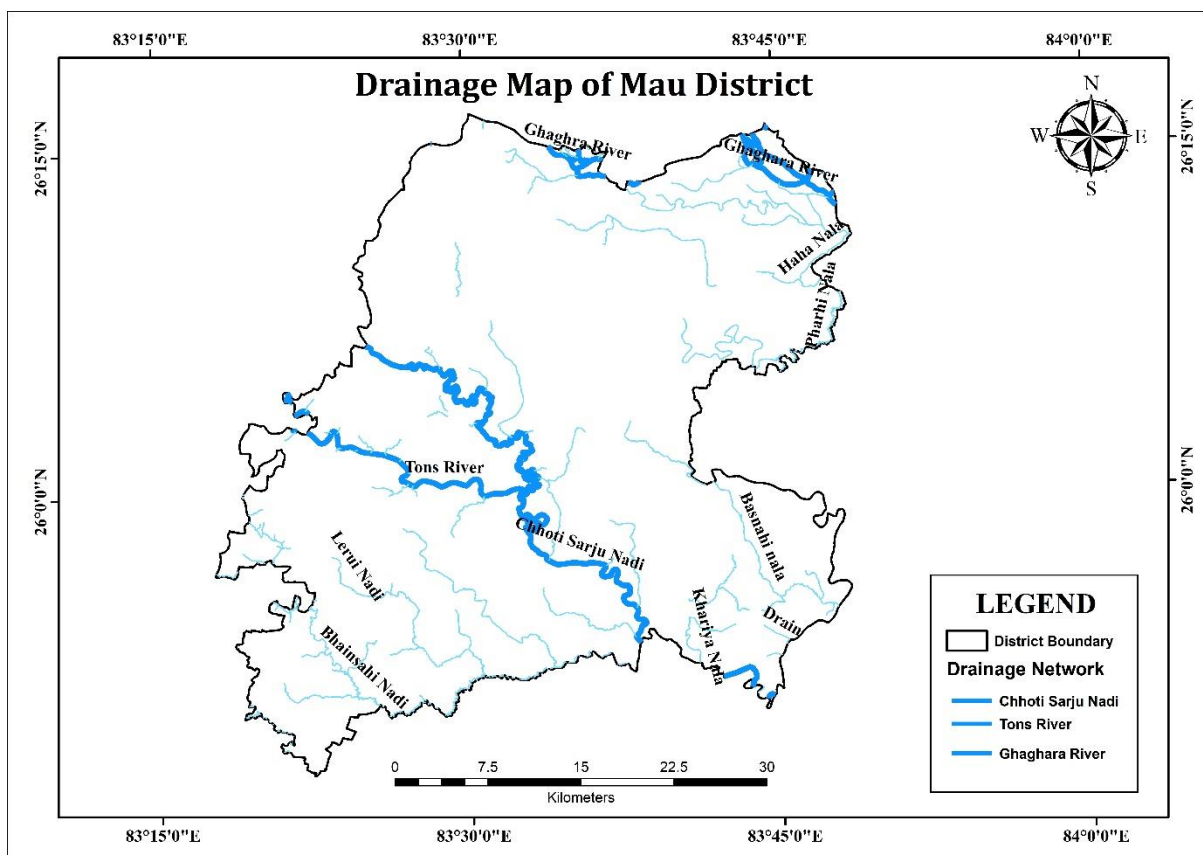 83°15'0"E
83°30'0"E
83°45'0"E
84°0'0"E
Drainage Map of Mau District
N
W
E
S
26°15'0"N
26°15'0"N
Ghaghra River
Ghaghara River
Haha Nala
Pharhi Nala
Tons River
26°0'0"N
26°0'0"N
Chhoti Sarju Nadi
Basnahi nala
Lerui Nadi
Khariya Nala
Drain
Bhainsahi Nadi
LEGEND
District Boundary
Drainage Network
Chhoti Sarju Nadi
Tons River
Ghaghara River
0
7.5
15
22.5
30
Kilometers
83°15'0"E
83°30'0"E
83°45'0"E
84°0'0"E